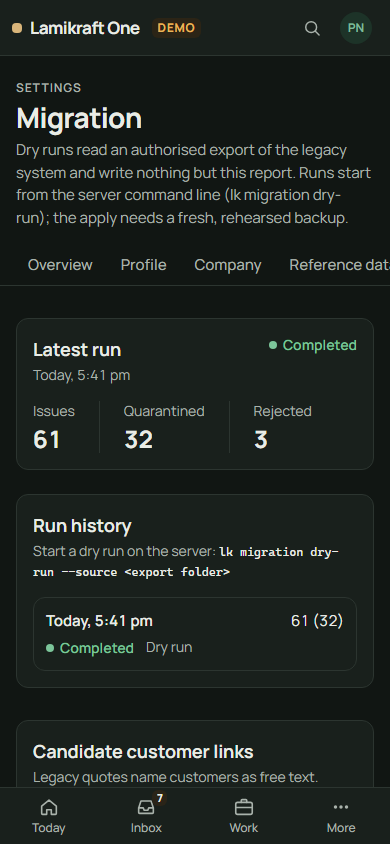 Lamikraft One DEMO PN
SETTINGS
Migration
Dry runs read an authorised export of the legacy
system and write nothing but this report. Runs start
from the server command line (lk migration dry-
run); the apply needs a fresh, rehearsed backup.
Overview Profile Company Reference data
Latest run Completed
Today, 5:41 pm
Issues Quarantined Rejected
61 32 3
Run history
Start a dry run on the server: lk migration dry-
run --source <export folder>
Today, 5:41 pm 61 (32)
Completed Dry run
Candidate customer links
Legacy quotes name customers as free text.
7
Today Inbox Work More